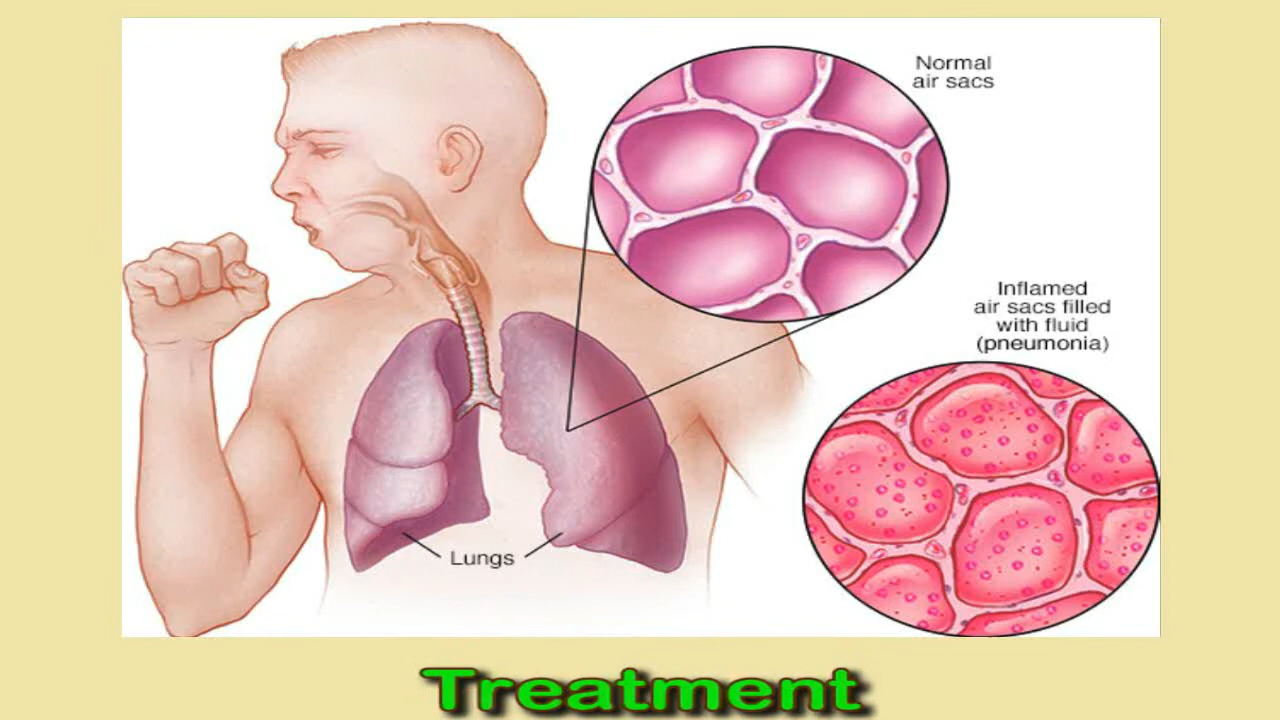 Normal
air sacs
Inflamed
air sacs filled
with fluid
(pneumonia)
Lungs
Treatment